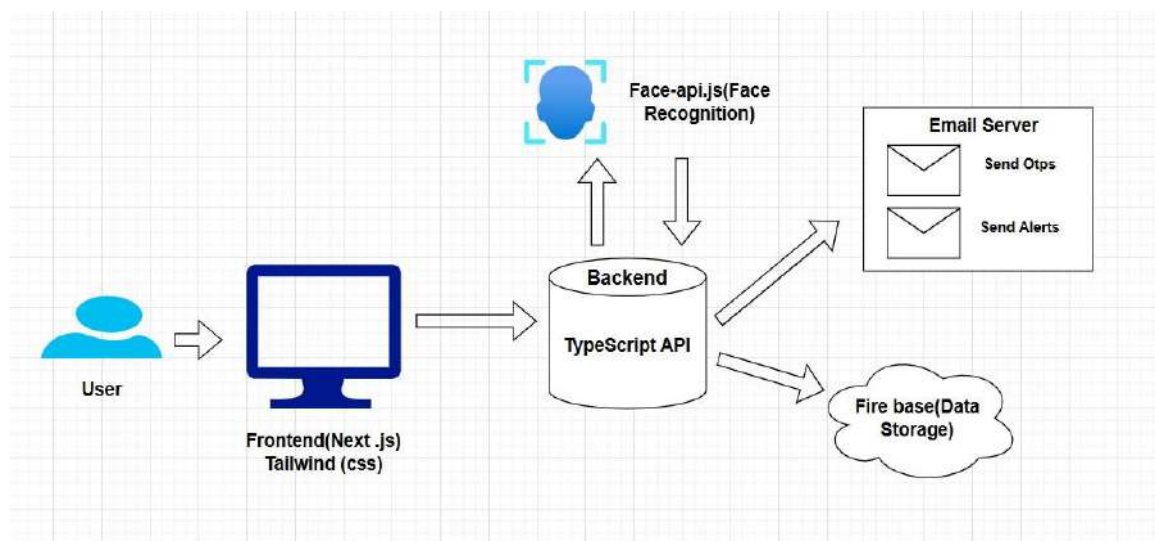 Face-api.js(Face
Recognition)
Email Server
Send Otps
Send Alerts
Backend
TypeScript API
User
Frontend(Next .js)
Tailwind (css)
Fire base(Data
Storage)